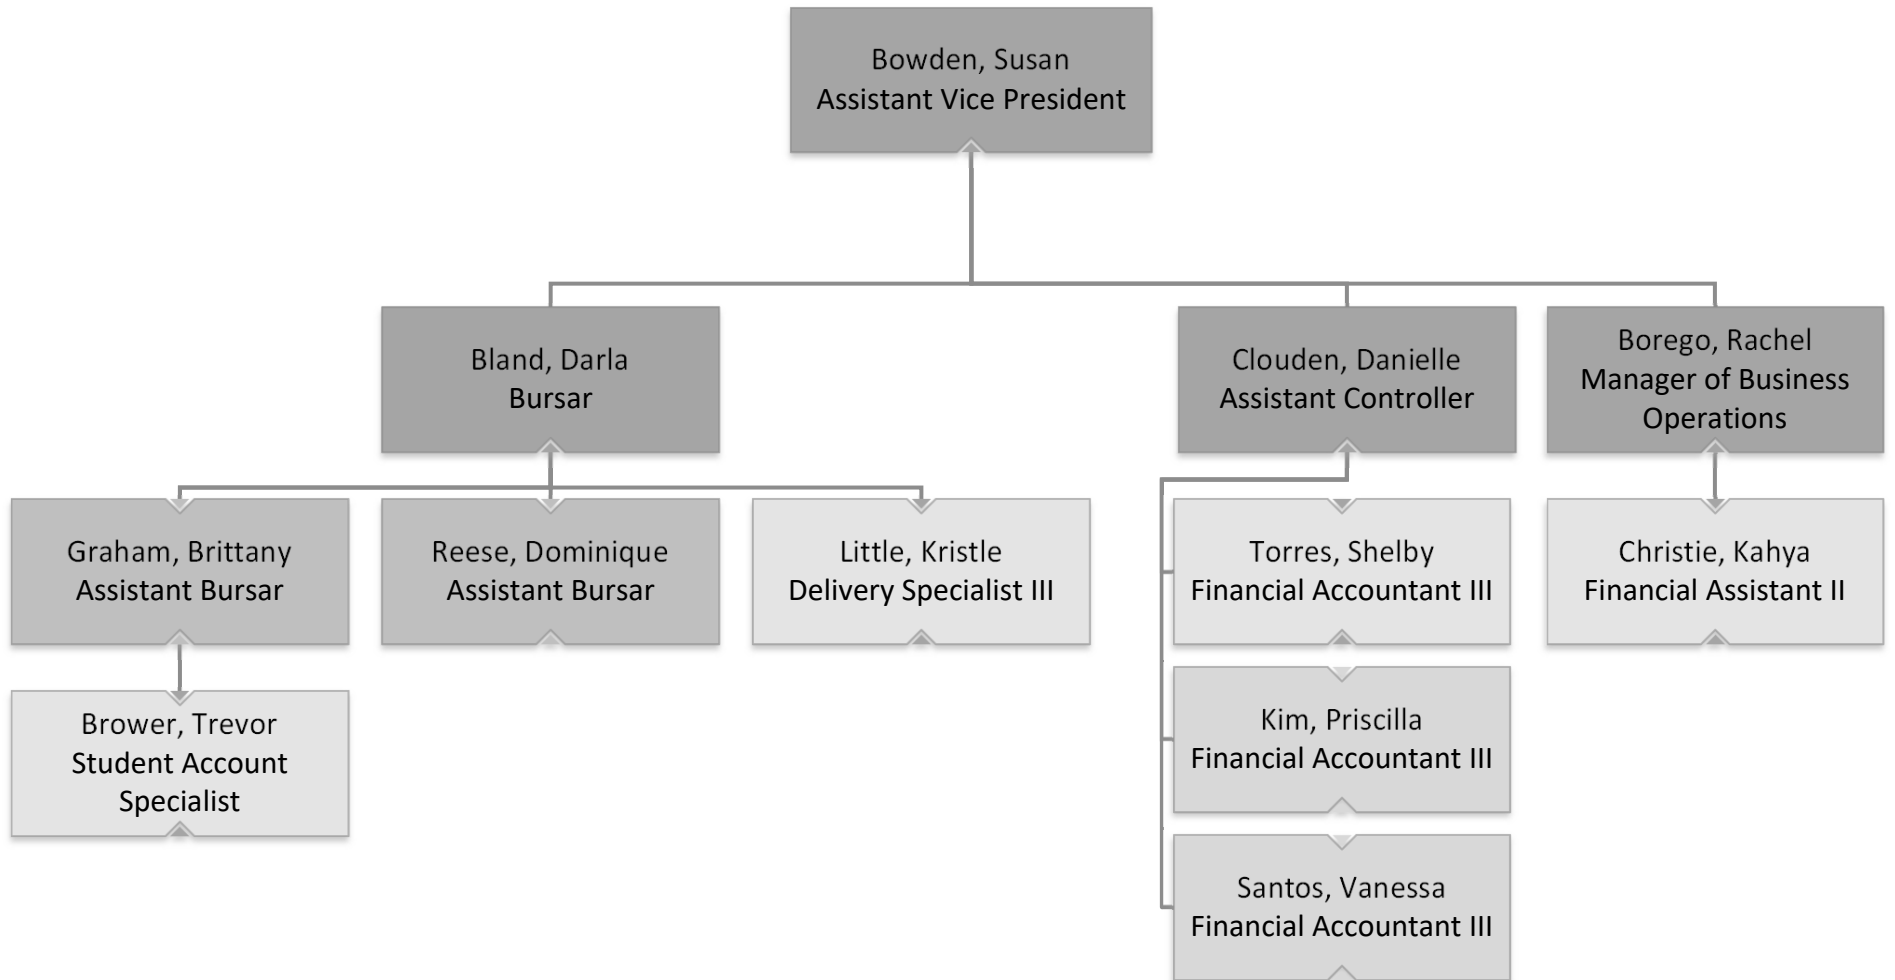 Bowden, Susan
Assistant Vice President
Bland, Darla
Bursar
Clouden, Danielle
Assistant Controller
Borego, Rachel
Manager of Business
Operations
Graham, Brittany
Assistant Bursar
Reese, Dominique
Assistant Bursar
Little, Kristle
Delivery Specialist III
Torres, Shelby
Financial Accountant III
Christie, Kahya
Financial Assistant II
Brower, Trevor
Student Account
Specialist
Kim, Priscilla
Financial Accountant III
Santos, Vanessa
Financial Accountant III